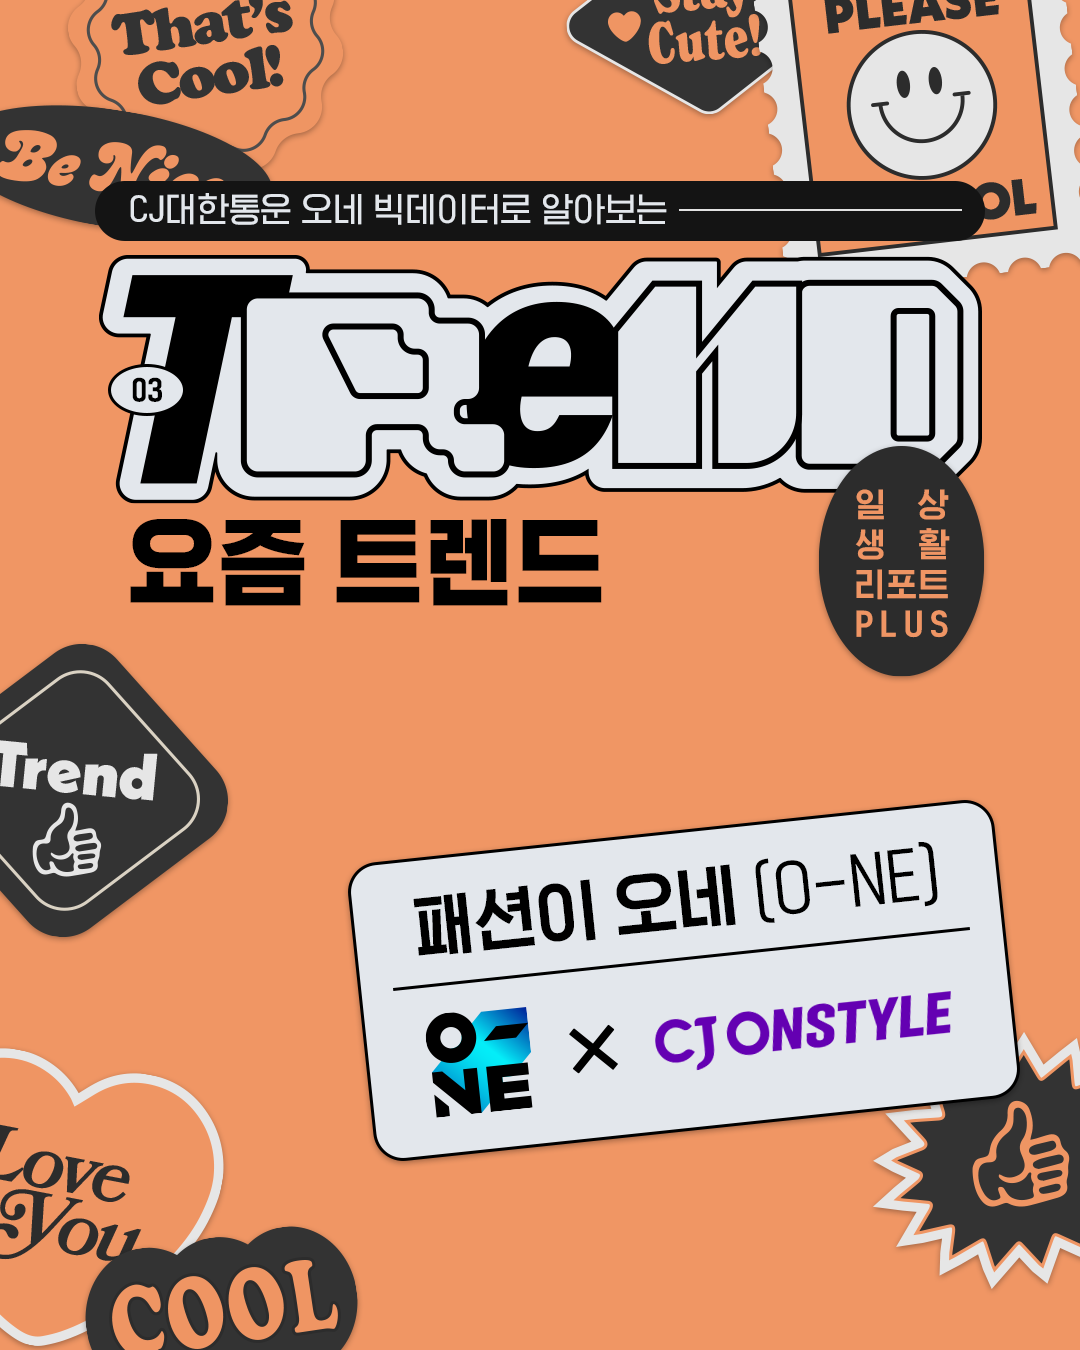 That's
Cool!
Stay
Cute!
PLEASE
Be
CJ대한통운 오네 빅데이터로 알아보는
TReND
03
요즘 트렌드
일 상
생 활
리포트
PLUS
Trend
패션이 오네 (O-NE)
O-NE × CJ ONSTYLE
Love
You
COOL